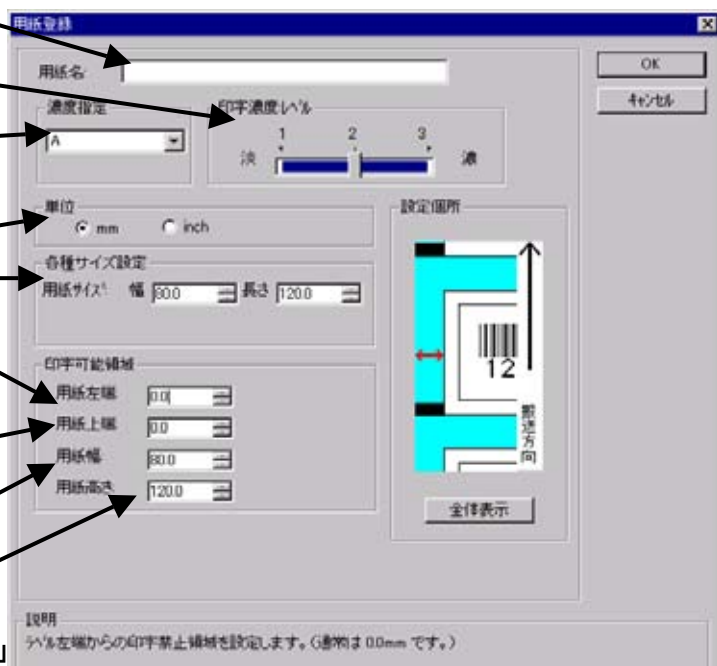 用紙登録
用紙名
OK
キャンセル
濃度指定
A
印字濃度レベル
1 2 3
淡 濃
単位
mm inch
設定個所
各種サイズ設定
用紙サイズ 幅 80.0 長さ 120.0
12
搬送方向
印字可能領域
用紙左端 0.0
用紙上端 0.0
用紙幅 80.0
用紙高さ 120.0
全体表示
説明
ラベル左端からの印字禁止領域を設定します。(通常は 0.0mm です。)
」